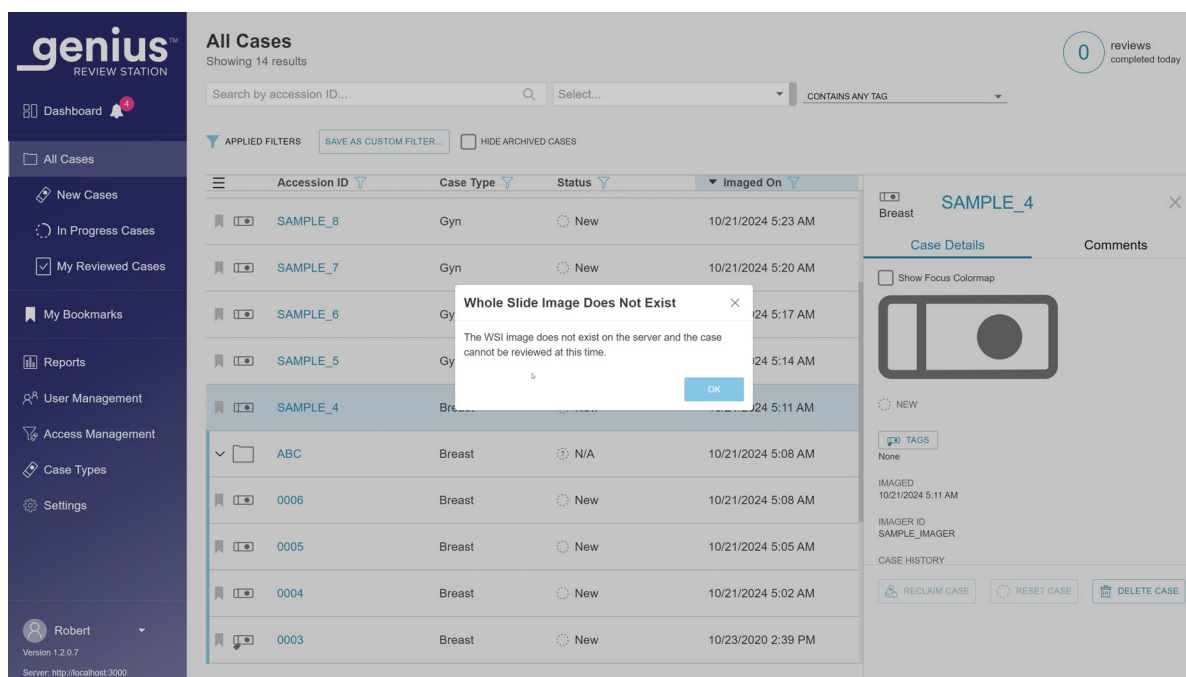 genius™
REVIEW STATION
Dashboard 4
All Cases
New Cases
In Progress Cases
My Reviewed Cases
My Bookmarks
Reports
User Management
Access Management
Case Types
Settings
Robert
Version 1.2.0.7
Server: http://localhost:3000
All Cases
Showing 14 results
0 reviews
completed today
Search by accession ID... Select... CONTAINS ANY TAG
APPLIED FILTERS SAVE AS CUSTOM FILTER... HIDE ARCHIVED CASES
Accession ID Case Type Status Imaged On
SAMPLE_8 Gyn New 10/21/2024 5:23 AM
SAMPLE_7 Gyn New 10/21/2024 5:20 AM
SAMPLE_6 Gy 24 5:17 AM
SAMPLE_5 Gy 24 5:14 AM
SAMPLE_4 24 5:11 AM
ABC Breast N/A 10/21/2024 5:08 AM
0006 Breast New 10/21/2024 5:08 AM
0005 Breast New 10/21/2024 5:05 AM
0004 Breast New 10/21/2024 5:02 AM
0003 Breast New 10/23/2020 2:39 PM
Whole Slide Image Does Not Exist
The WSI image does not exist on the server and the case
cannot be reviewed at this time.
OK
Breast SAMPLE_4
Case Details Comments
Show Focus Colormap
NEW
TAGS
None
IMAGED
10/21/2024 5:11 AM
IMAGER ID
SAMPLE_IMAGER
CASE HISTORY
RECLAIM CASE RESET CASE DELETE CASE